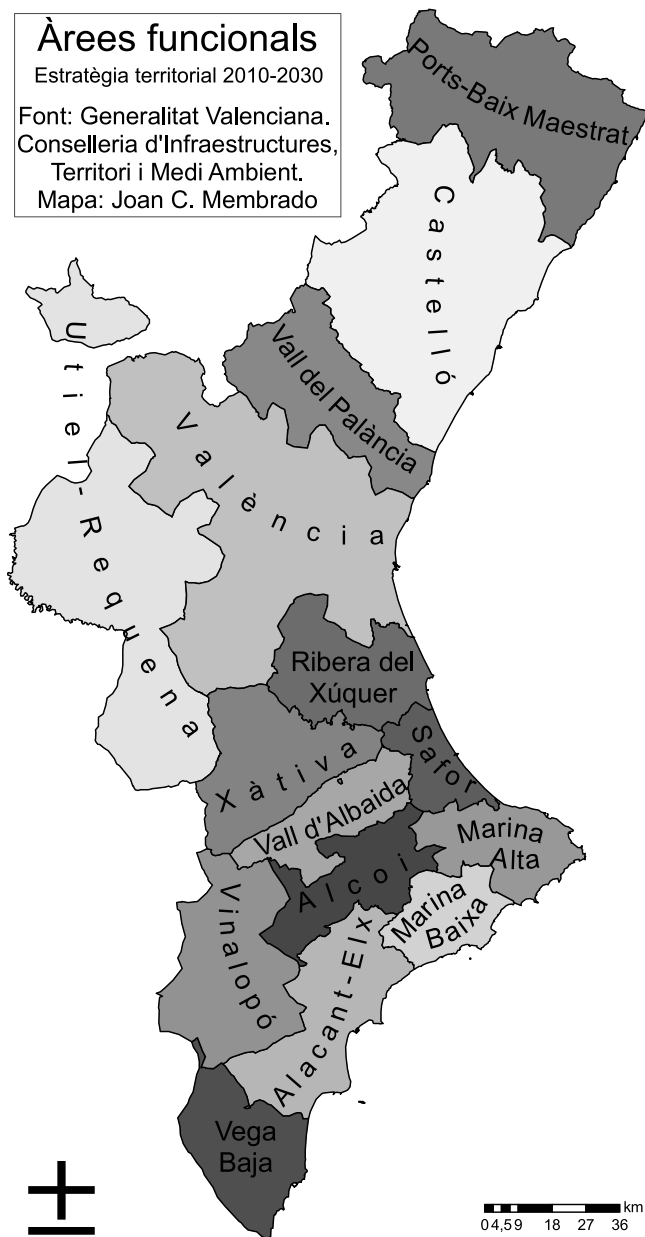 Àrees funcionals
Estratègia territorial 2010-2030
Font: Generalitat Valenciana.
Conselleria d'Infraestructures,
Territori i Medi Ambient.
Mapa: Joan C. Membrado
Ports-Baix Maestrat
Castelló
Utiel-Requena
Vall del Palància
València
Ribera del
Xúquer
Xàtiva
Safor
Vall d'Albaida
Marina
Alta
Alcoi
Marina
Baixa
Vinalopó
Alacant-Elx
Vega
Baja
km
0 4,5 9 18 27 36